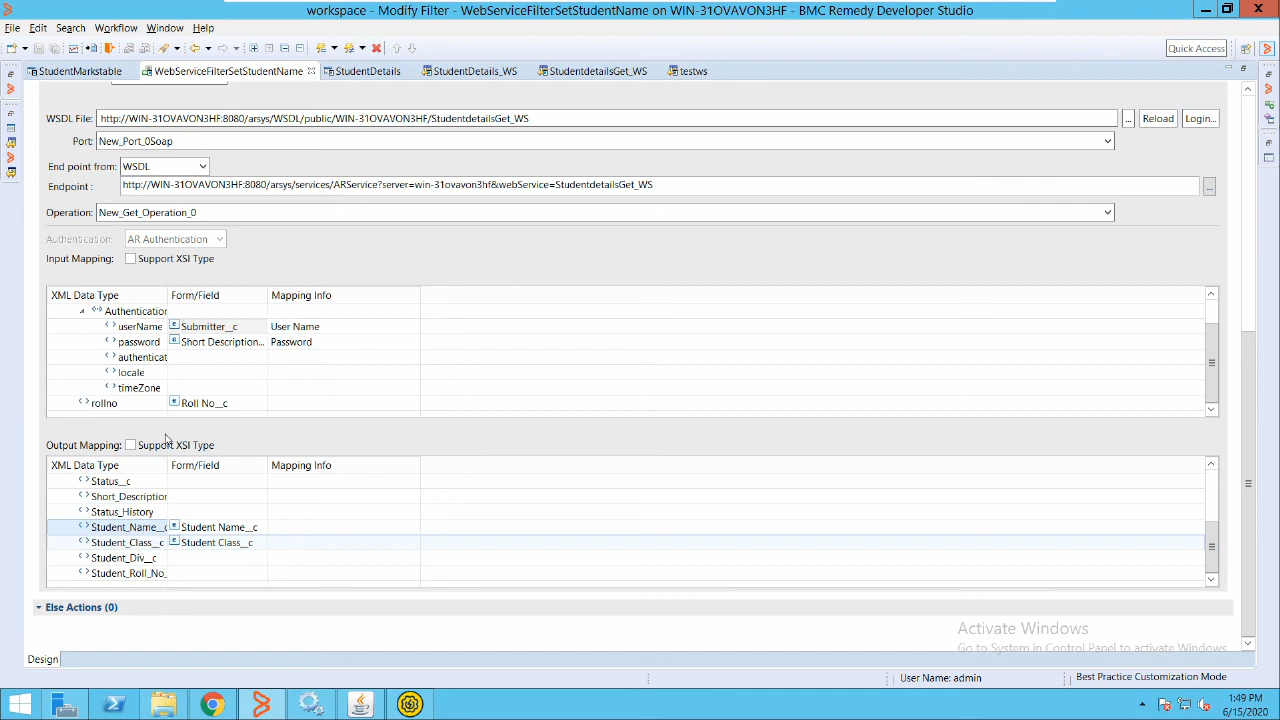 workspace - Modify Filter - WebServiceFilterSetStudentName on WIN-31OVAVON3HF - BMC Remedy Developer Studio
File Edit Search Workflow Window Help
Quick Access
StudentMarkstable WebServiceFilterSetStudentName StudentDetails StudentDetails_WS StudentdetailsGet_WS testws
WSDL File: http://WIN-31OVAVON3HF:8080/arsys/WSDL/public/WIN-31OVAVON3HF/StudentdetailsGet_WS ... Reload Login...
Port: New_Port_0Soap
End point from: WSDL
Endpoint : http://WIN-31OVAVON3HF:8080/arsys/services/ARService?server=win-31ovavon3hf&webService=StudentdetailsGet_WS ...
Operation: New_Get_Operation_0
Authentication: AR Authentication
Input Mapping: Support XSI Type
XML Data Type Form/Field Mapping Info
Authentication
userName Submitter__c User Name
password Short Description... Password
authenticat
locale
timeZone
rollno Roll No__c
Output Mapping: Support XSI Type
XML Data Type Form/Field Mapping Info
Status__c
Short_Description
Status_History
Student_Name__c Student Name__c
Student_Class__c Student Class__c
Student_Div__c
Student_Roll_No_
Else Actions (0)
Activate Windows
Go to System in Control Panel to activate Windows.
Design
User Name: admin Best Practice Customization Mode
1:49 PM
6/15/2020